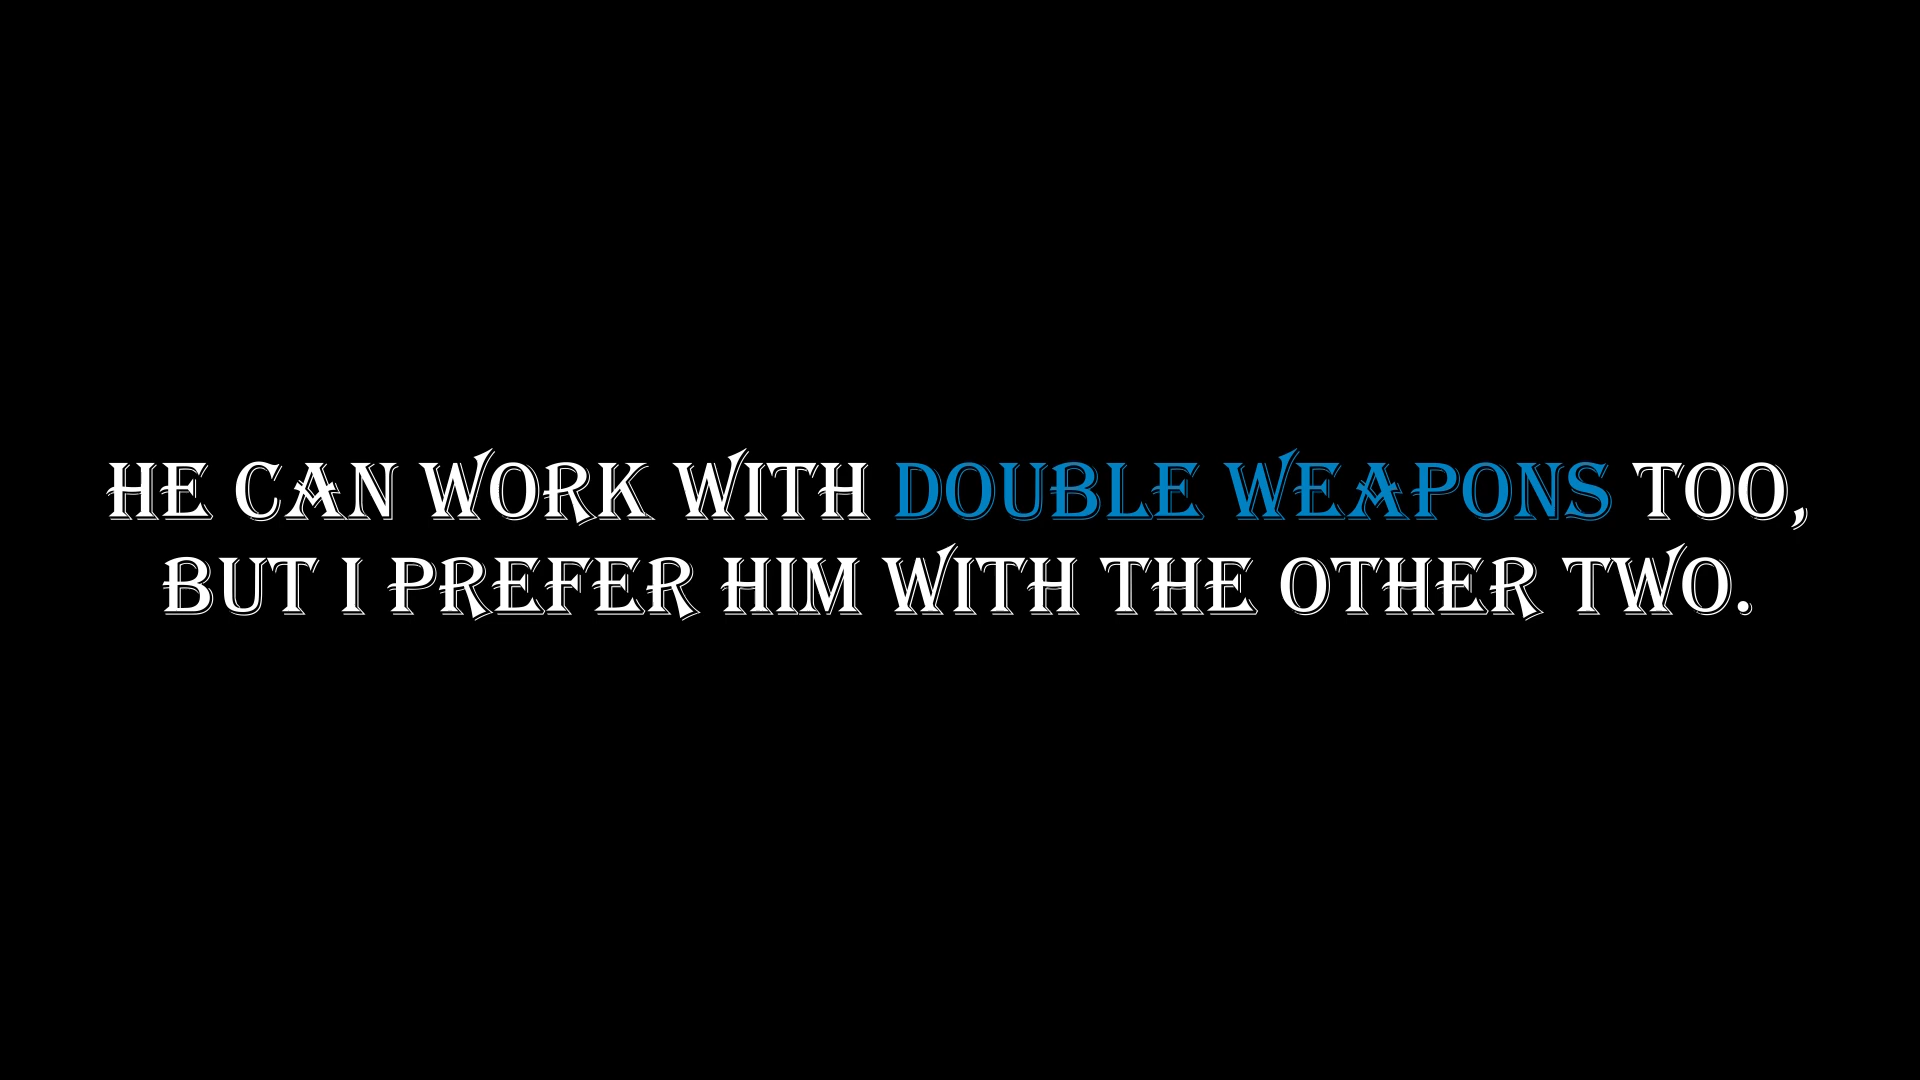 HE CAN WORK WITH DOUBLE WEAPONS TOO,
BUT I PREFER HIM WITH THE OTHER TWO.